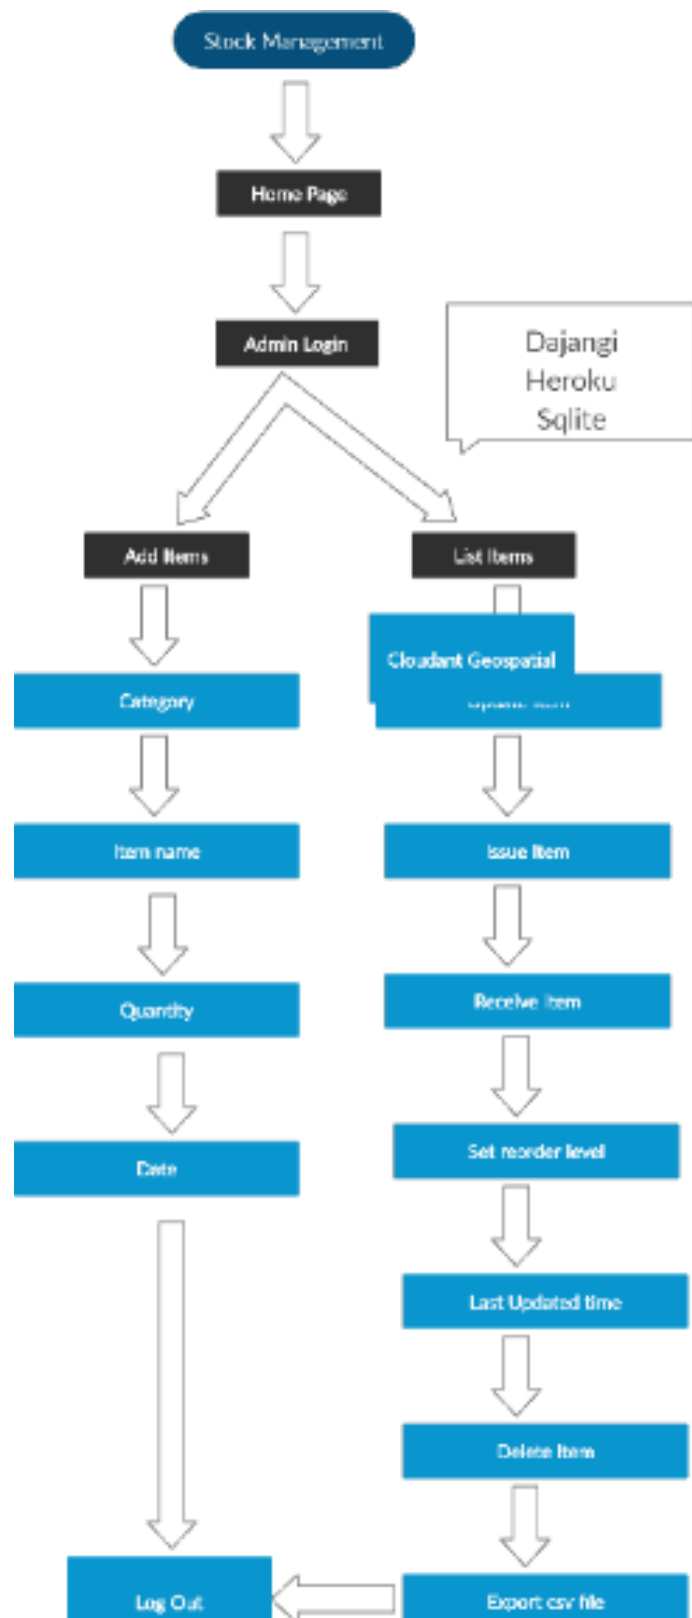 Stock Management
Home Page
Admin Login
Dajangi
Heroku
Sqlite
Add Items
List Items
Cloudant Geospatial
Category
Item name
Issue Item
Quantity
Receive Item
Date
Set reorder level
Last Updated time
Delete Item
Log Out
Export csv file